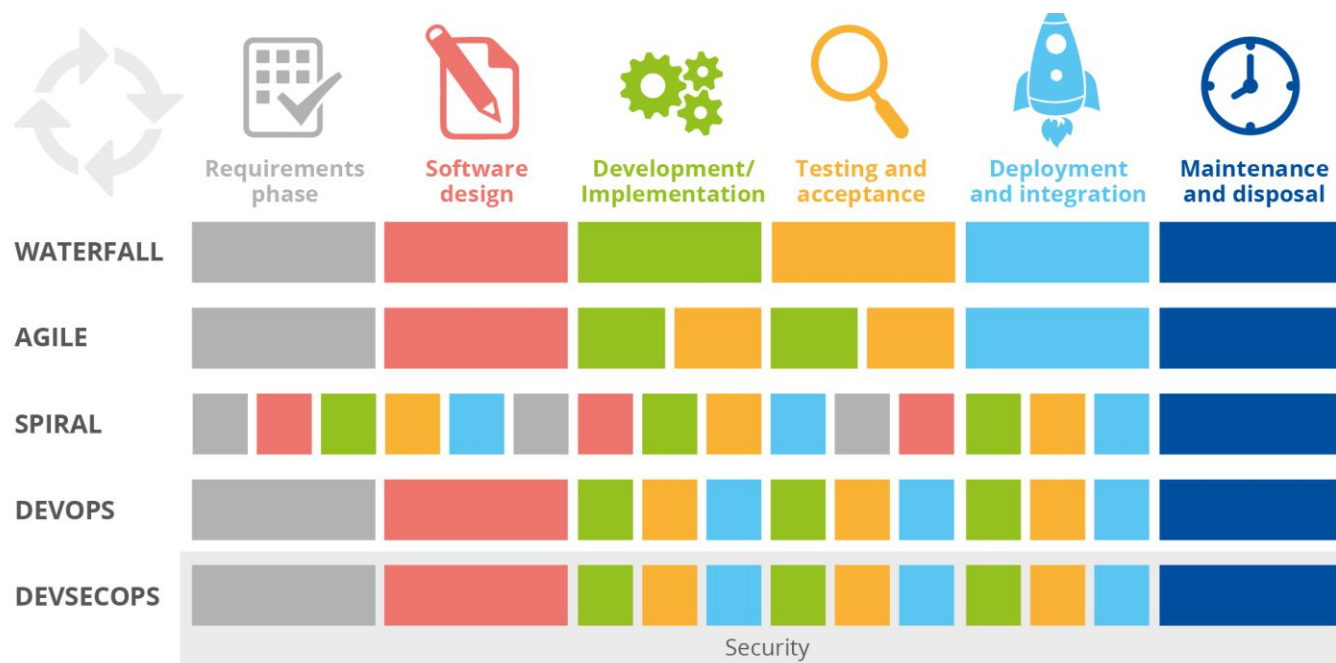 Requirements
phase
Software
design
Development/
Implementation
Testing and
acceptance
Deployment
and integration
Maintenance
and disposal
WATERFALL
AGILE
SPIRAL
DEVOPS
DEVSECOPS
Security